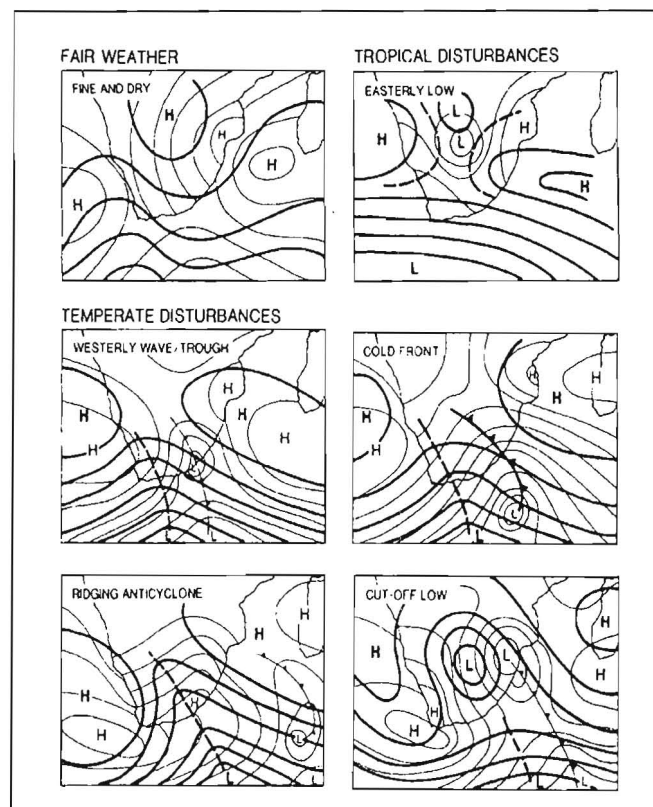 FAIR WEATHER
FINE AND DRY
H
H
H
H
TROPICAL DISTURBANCES
EASTERLY LOW
L
L
H
H
H
L
TEMPERATE DISTURBANCES
WESTERLY WAVE/TROUGH
H
H
H
H
H
L
L
L
COLD FRONT
H
H
H
H
L
L
RIDGING ANTICYCLONE
H
H
H
H
H
L
L
L
CUT-OFF LOW
H
H
H
H
H
L
L
L
L